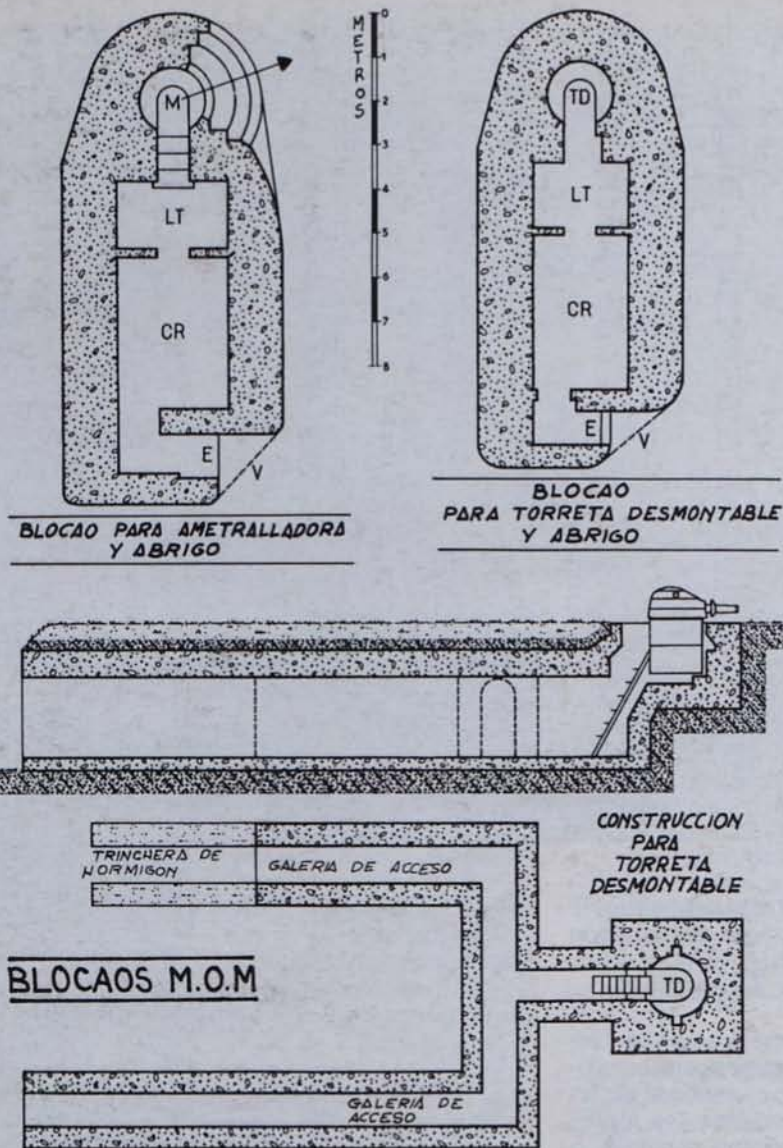 METROS
0
1
2
3
4
5
6
7
8
M
LT
CR
E
V
BLOCAO PARA AMETRALLADORA
Y ABRIGO
TD
LT
CR
E
V
BLOCAO
PARA TORRETA DESMONTABLE
Y ABRIGO
CONSTRUCCION
PARA
TORRETA
DESMONTABLE
TRINCHERA DE
HORMIGON
GALERIA DE ACCESO
TD
BLOCAOS M.O.M
GALERIA DE
ACCESO